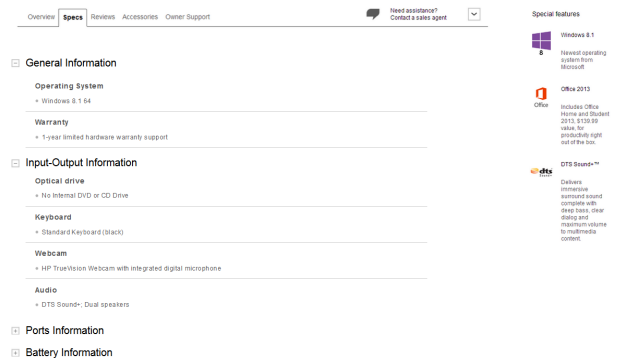 Overview Specs Reviews Accessories Owner Support
Need assistance?
Contact a sales agent
General Information
Operating System
Windows 8.1 64
Warranty
1-year limited hardware warranty support
Input-Output Information
Optical drive
No Internal DVD or CD Drive
Keyboard
Standard Keyboard (black)
Webcam
HP TrueVision Webcam with integrated digital microphone
Audio
DTS Sound+; Dual speakers
Ports Information
Battery Information
Special features
8
Windows 8.1
Newest operating
system from
Microsoft
Office
Office 2013
Includes Office
Home and Student
2013, $139.99
value, for
productivity right
out of the box.
dts
Sound+
DTS Sound+™
Delivers
immersive
surround sound
complete with
deep bass, clear
dialog and
maximum volume
to multimedia
content.